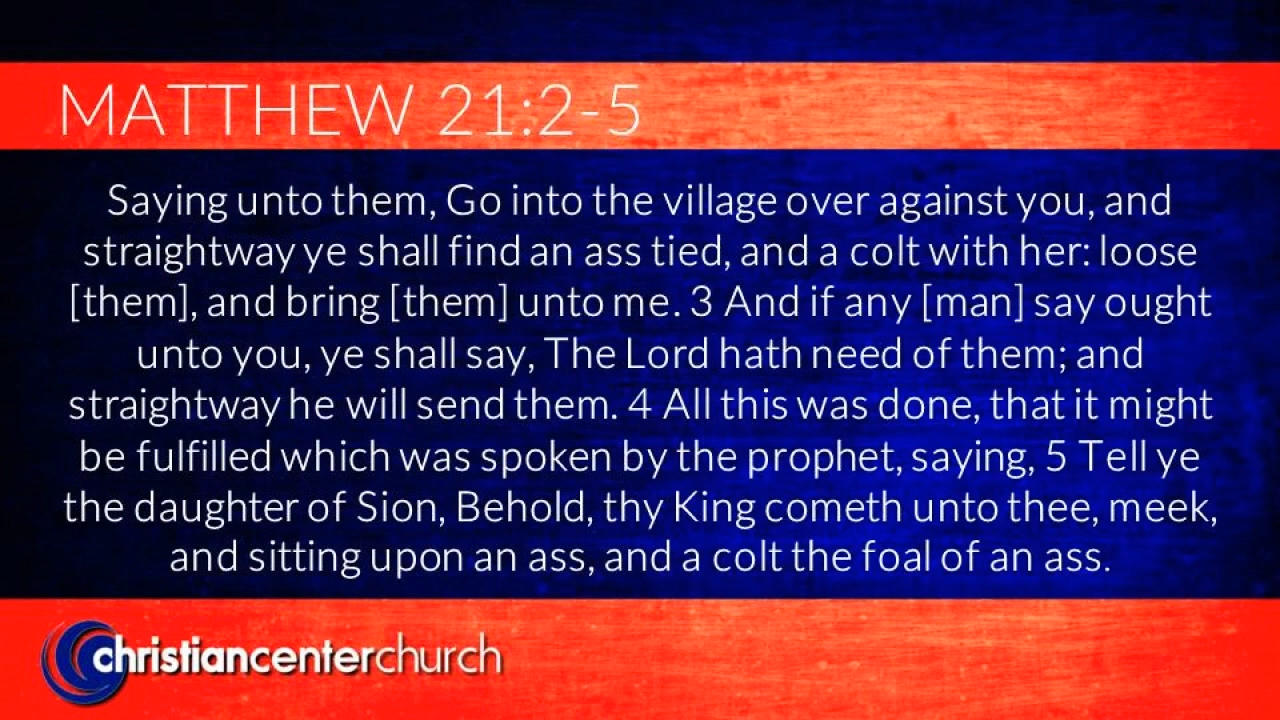 MATTHEW 21:2-5
Saying unto them, Go into the village over against you, and
straightway ye shall find an ass tied, and a colt with her: loose
[them], and bring [them] unto me. 3 And if any [man] say ought
unto you, ye shall say, The Lord hath need of them; and
straightway he will send them. 4 All this was done, that it might
be fulfilled which was spoken by the prophet, saying, 5 Tell ye
the daughter of Sion, Behold, thy King cometh unto thee, meek,
and sitting upon an ass, and a colt the foal of an ass.
christiancenterchurch